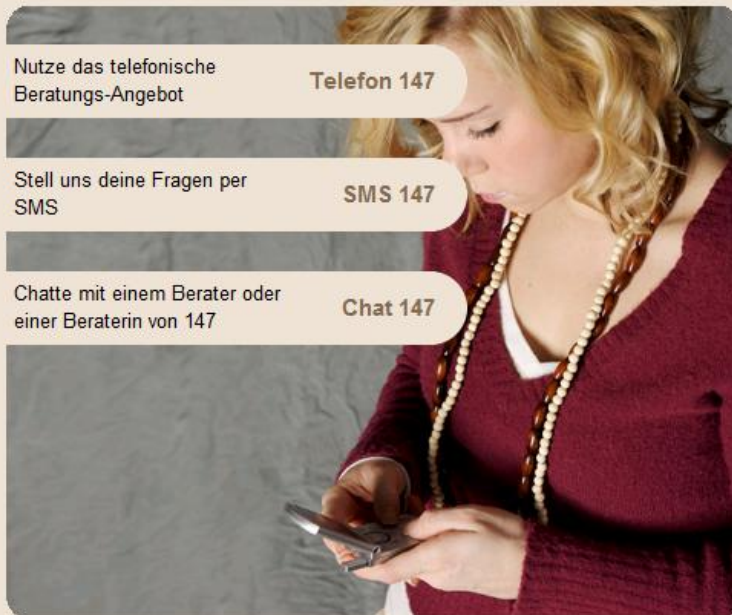 Nutze das telefonische
Beratungs-Angebot
Telefon 147
Stell uns deine Fragen per
SMS
SMS 147
Chatte mit einem Berater oder
einer Beraterin von 147
Chat 147